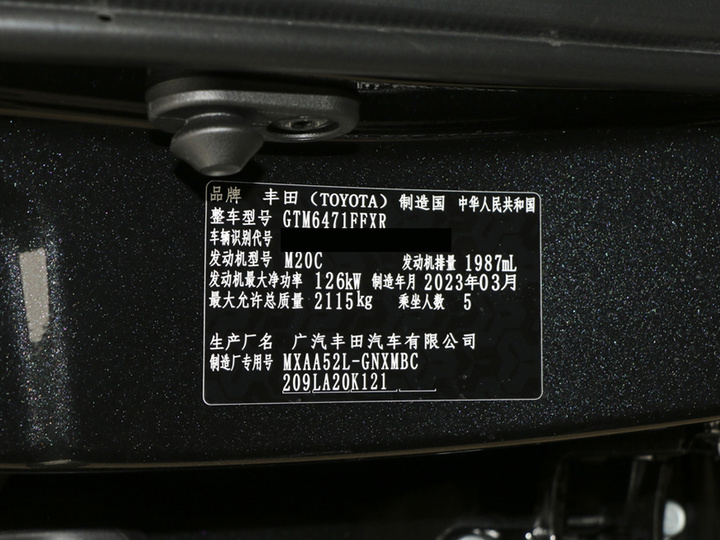 品牌 丰田（TOYOTA） 制造国 中华人民共和国
整车型号 GTM6471FFXR
车辆识别代号
发动机型号 M20C 发动机排量 1987mL
发动机最大净功率 126kW 制造年月 2023年03月
最大允许总质量 2115kg 乘坐人数 5
生产厂名 广汽丰田汽车有限公司
制造厂专用号 MXAA52L-GNXMBC
209LA20K121